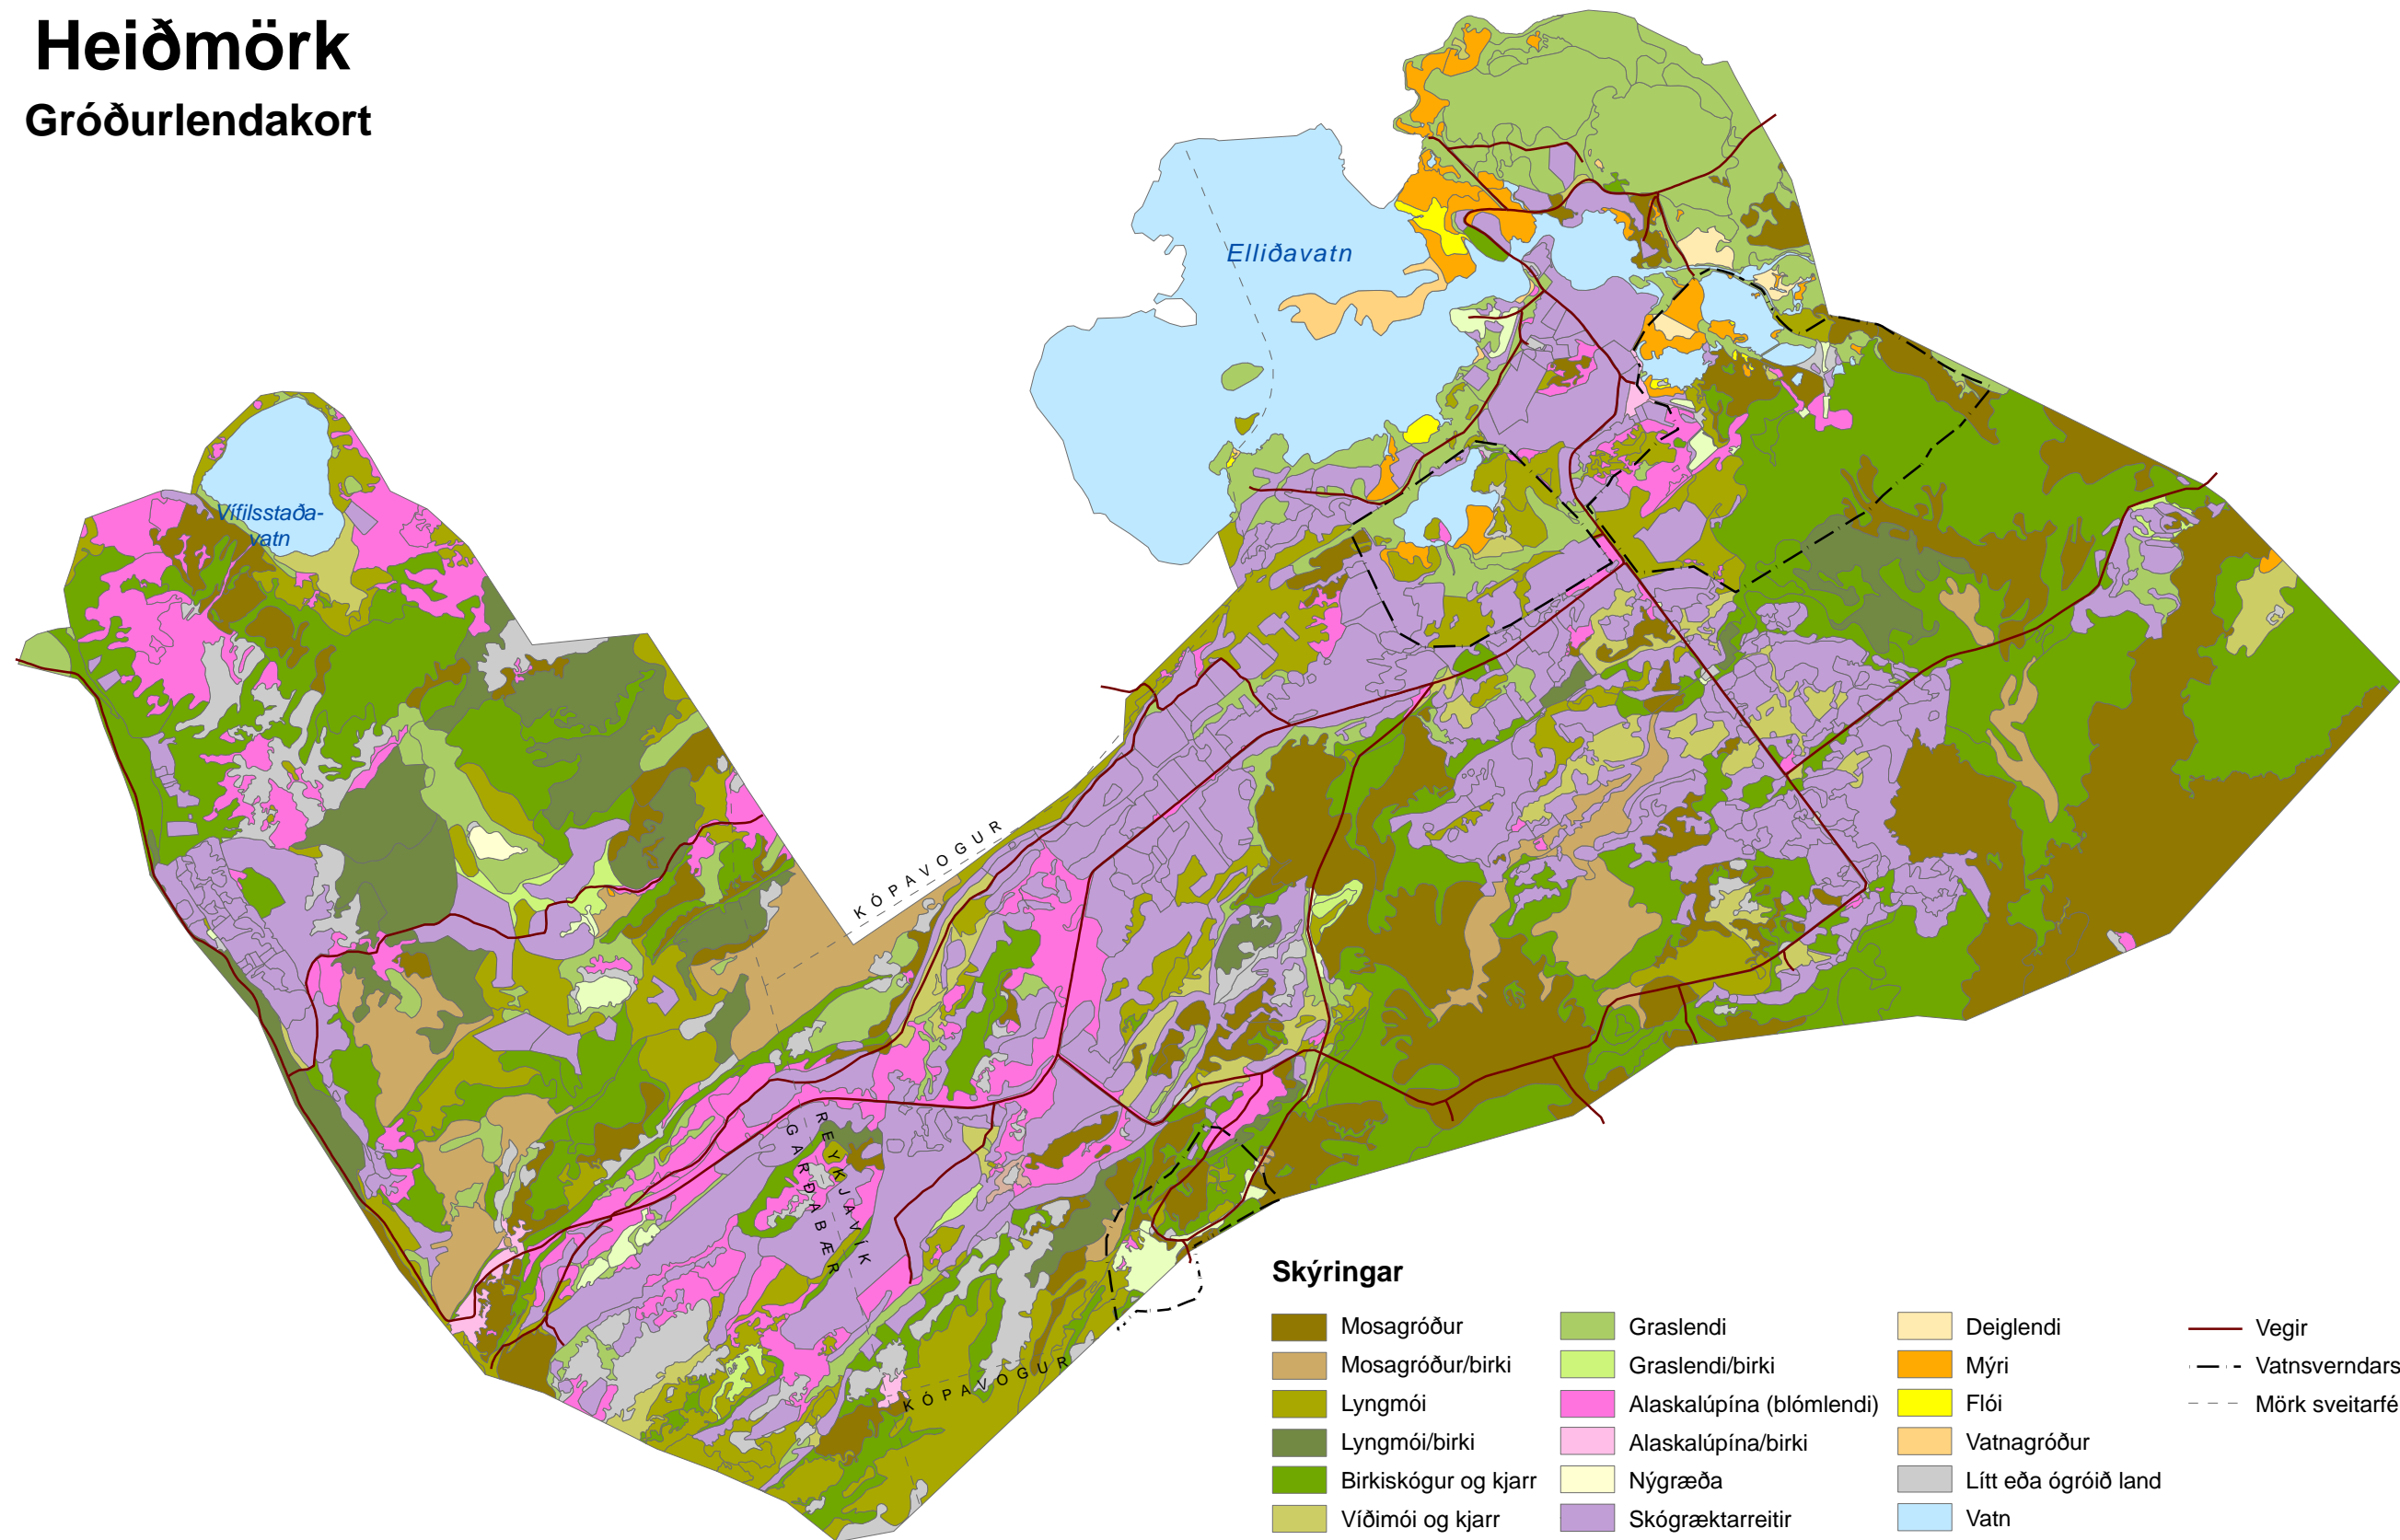 Heiðmörk
Gróðurlendakort
Elliðavatn
Vífilsstaða-
vatn
KÓPAVOGUR
REYKJAVÍK
GARÐABÆR
KÓPAVOGUR
Skýringar
Mosagróður
Mosagróður/birki
Lyngmói
Lyngmói/birki
Birkiskógur og kjarr
Víðimói og kjarr
Graslendi
Graslendi/birki
Alaskalúpína (blómlendi)
Alaskalúpína/birki
Nýgræða
Skógræktarreitir
Deiglendi
Mýri
Flói
Vatnagróður
Lítt eða ógróið land
Vatn
Vegir
Vatnsverndars
Mörk sveitarfé